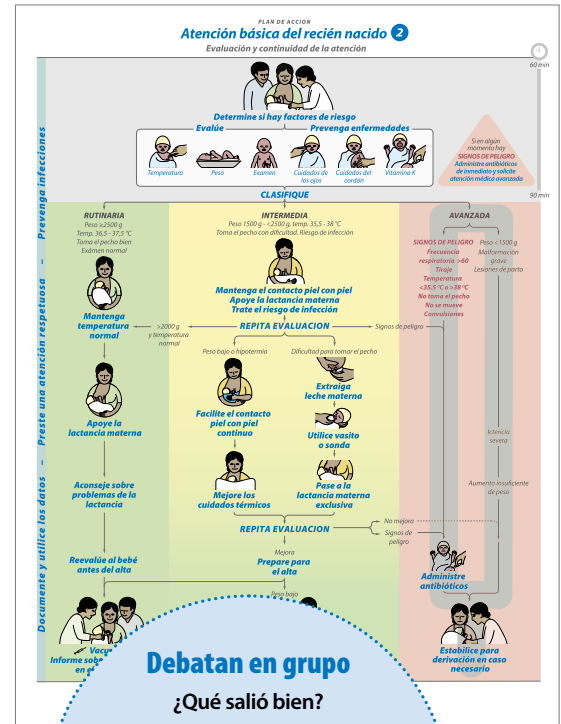 PLAN DE ACCION
Atención básica del recién nacido 2
Evaluación y continuidad de la atención
60 min
Determine si hay factores de riesgo
Evalúe
Prevenga enfermedades
Temperatura
Peso
Examen
Cuidados de
los ojos
Cuidados del
cordón
Vitamina K
Si en algún
momento hay
SIGNOS DE PELIGRO
Administre antibióticos
de inmediato y solicite
atención médica avanzada
CLASIFIQUE
90 min
Documente y utilice los datos – Preste una atención respetuosa – Prevenga infecciones
RUTINARIA
Peso ≥2500 g
Temp. 36,5 - 37,5 °C
Toma el pecho bien
Exámen normal
Mantenga
temperatura
normal
Apoye la
lactancia materna
Aconseje sobre
problemas de la
lactancia
Reevalúe al bebé
antes del alta
INTERMEDIA
Peso 1500 g - <2500 g, temp. 35,5 - 38 °C
Toma el pecho con dificultad. Riesgo de infección
Mantenga el contacto piel con piel
Apoye la lactancia materna
Trate el riesgo de infección
>2000 g
y temperatura
normal
REPITA EVALUACION
Signos de peligro
Peso bajo o hipotermia
Dificultad para tomar el pecho
Facilite el contacto
piel con piel
continuo
Extraiga
leche materna
Utilice vasito
o sonda
Mejore los
cuidados térmicos
Pase a la
lactancia materna
exclusiva
REPITA EVALUACION
No mejora
Signos de
peligro
Mejora
Prepare para
el alta
Peso bajo
AVANZADA
SIGNOS DE PELIGRO
Frecuencia
respiratoria >60
Tiraje
Temperatura
<35.5 °C o >38 °C
No toma el pecho
No se mueve
Convulsiones
Peso <1500 g
Malformación
grave
Lesiones de parto
Ictericia
severa
Aumento insuficiente
de peso
Administre
antibióticos
Estabilice para
derivación en caso
necesario
Informe
Debatan en grupo
¿Qué salió bien?